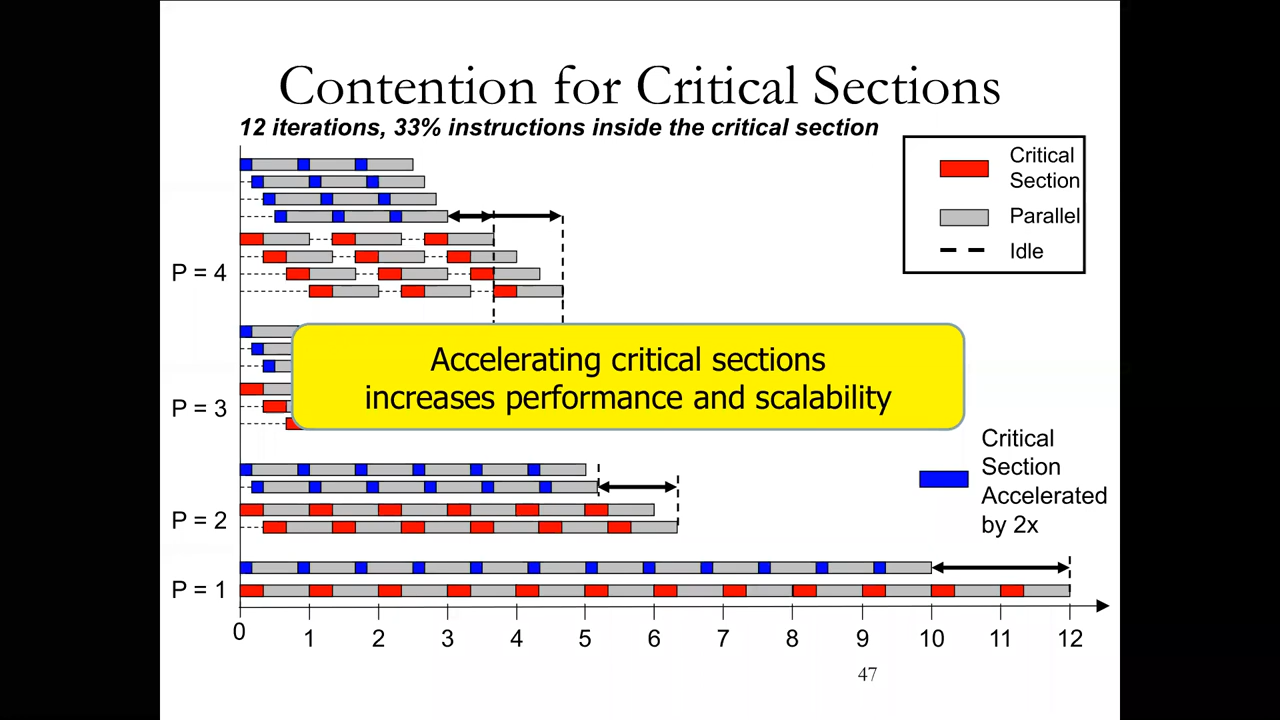 Contention for Critical Sections
12 iterations, 33% instructions inside the critical section
Critical
Section
Parallel
Idle
P = 4
Accelerating critical sections
increases performance and scalability
P = 3
Critical
Section
Accelerated
by 2x
P = 2
P = 1
0 1 2 3 4 5 6 7 8 9 10 11 12
47